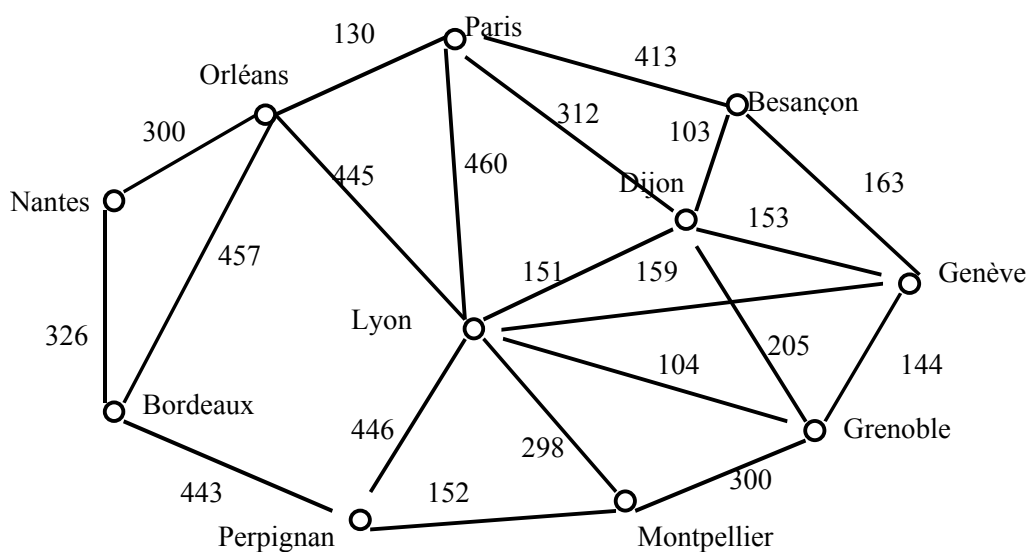 Paris
130
413
Orléans
Besançon
312
103
300
460
445
Dijon
163
Nantes
153
457
151
159
Genève
Lyon
326
205
104
144
Bordeaux
446
298
Grenoble
300
443
152
Perpignan
Montpellier